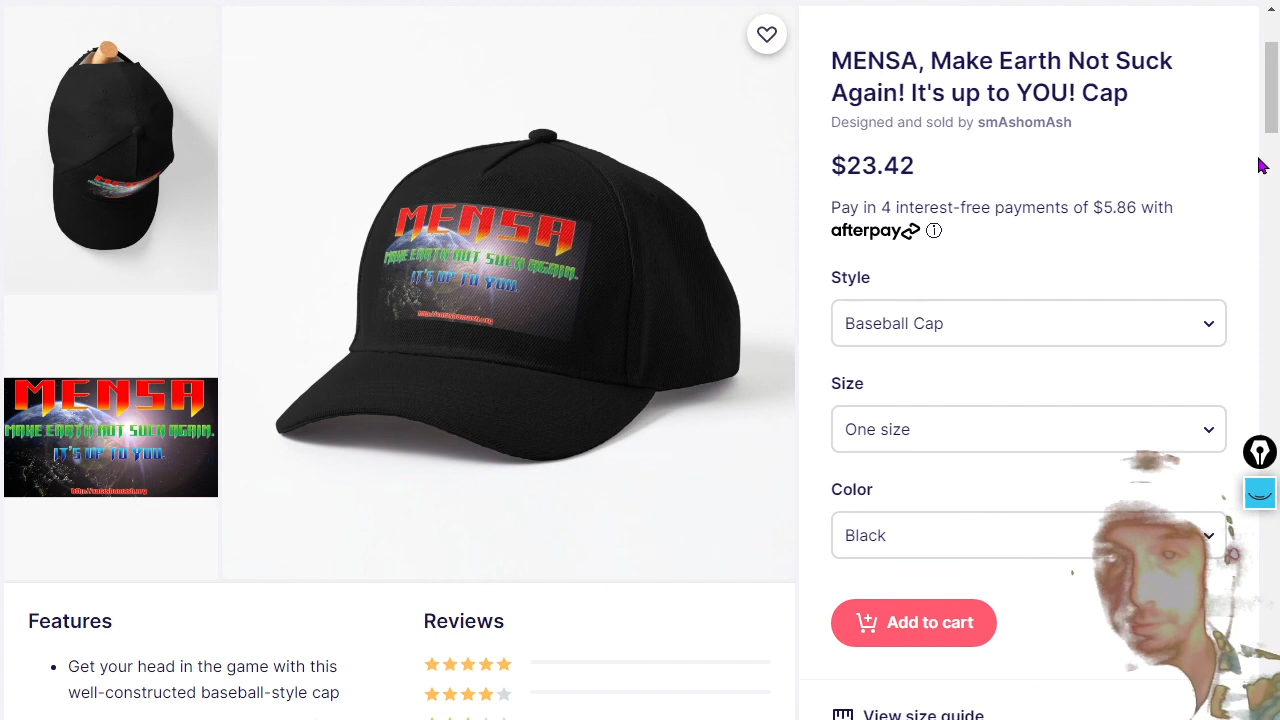 MENSA
MAKE EARTH NOT SUCK AGAIN.
IT'S UP TO YOU.
MENSA
MAKE EARTH NOT SUCK AGAIN.
IT'S UP TO YOU.
MENSA, Make Earth Not Suck
Again! It's up to YOU! Cap
Designed and sold by smAshomAsh
$23.42
Pay in 4 interest-free payments of $5.86 with
afterpay
Style
Baseball Cap
Size
One size
Color
Black
Add to cart
View size guide
Features
Get your head in the game with this
well-constructed baseball-style cap
Reviews